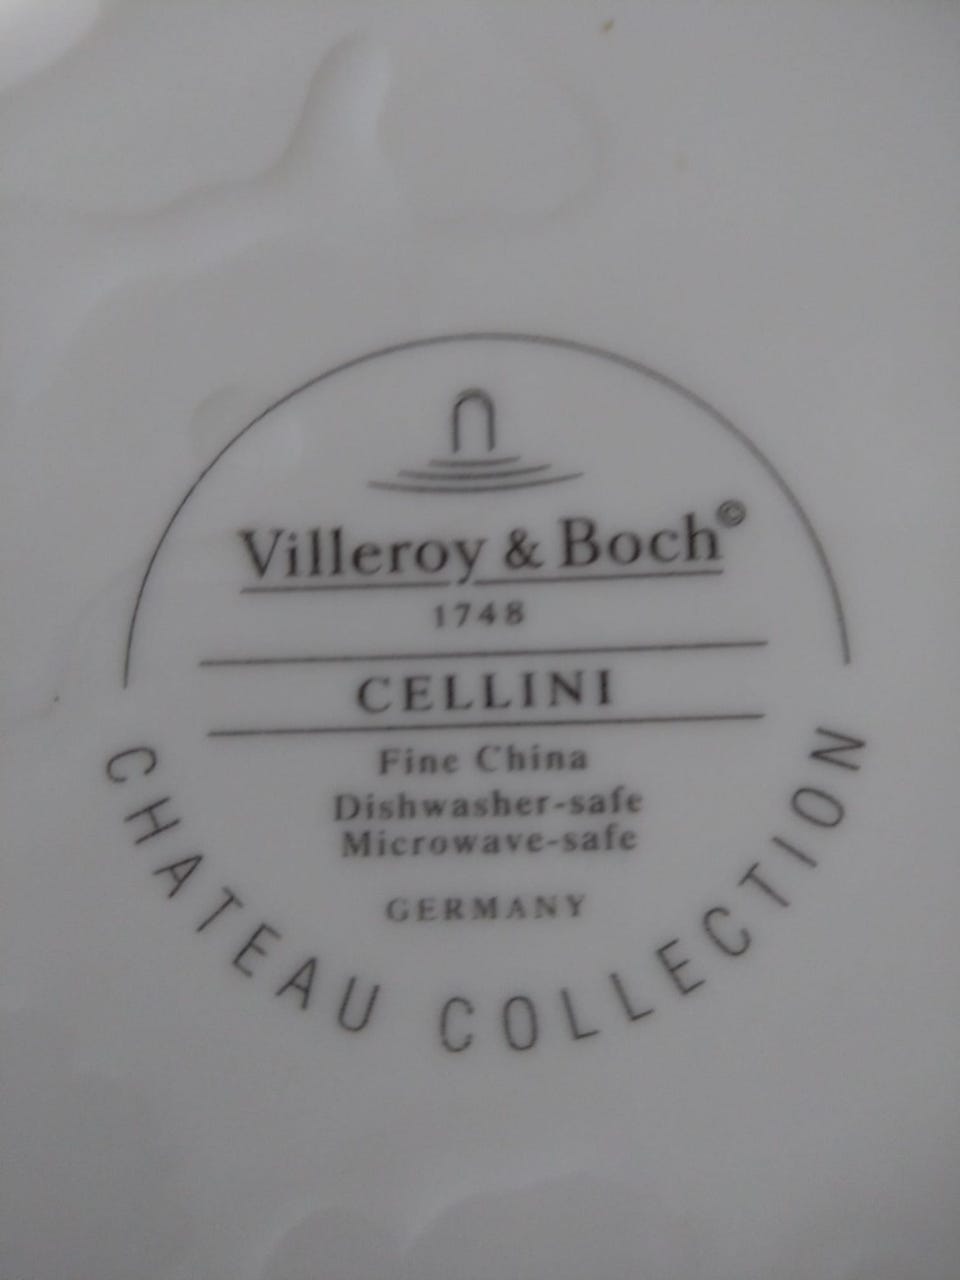 Villeroy & Boch©
1748
CELLINI
Fine China
Dishwasher-safe
Microwave-safe
GERMANY
CHATEAU COLLECTION